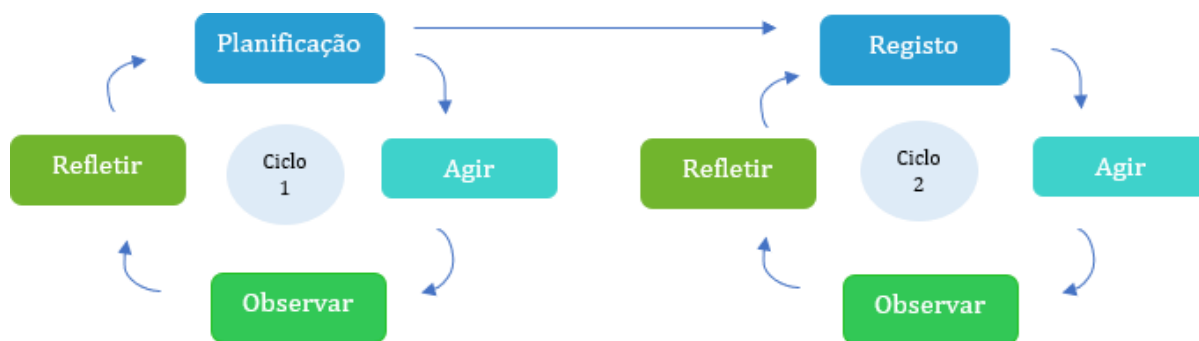 Planificação
Registo
Refletir
Ciclo
1
Agir
Refletir
Ciclo
2
Agir
Observar
Observar